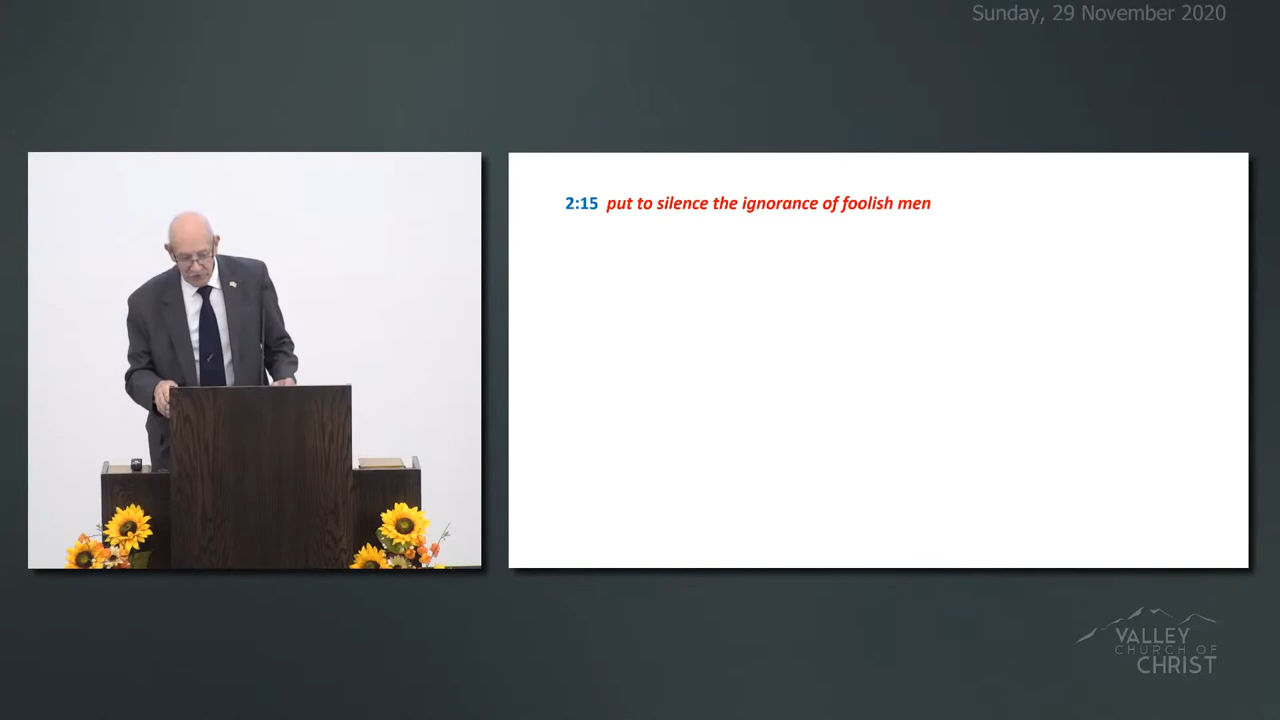 Sunday, 29 November 2020
2:15 put to silence the ignorance of foolish men
VALLEY
CHURCH OF
CHRIST